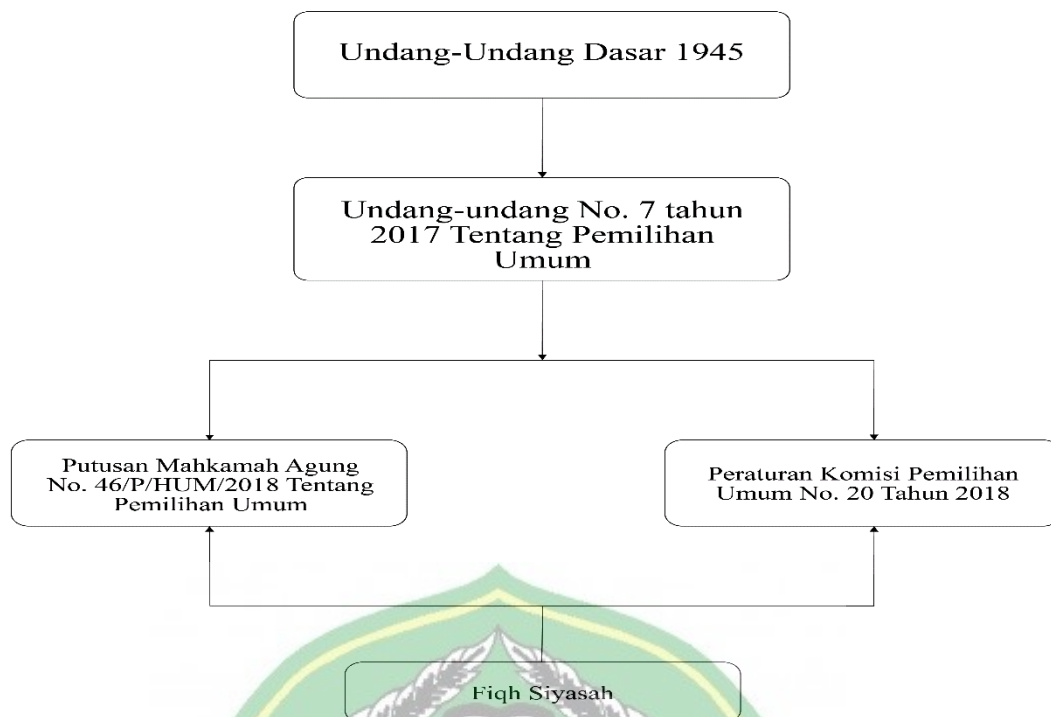 Undang-Undang Dasar 1945
Undang-undang No. 7 tahun
2017 Tentang Pemilihan
Umum
Putusan Mahkamah Agung
No. 46/P/HUM/2018 Tentang
Pemilihan Umum
Peraturan Komisi Pemilihan
Umum No. 20 Tahun 2018
Fiqh Siyasah